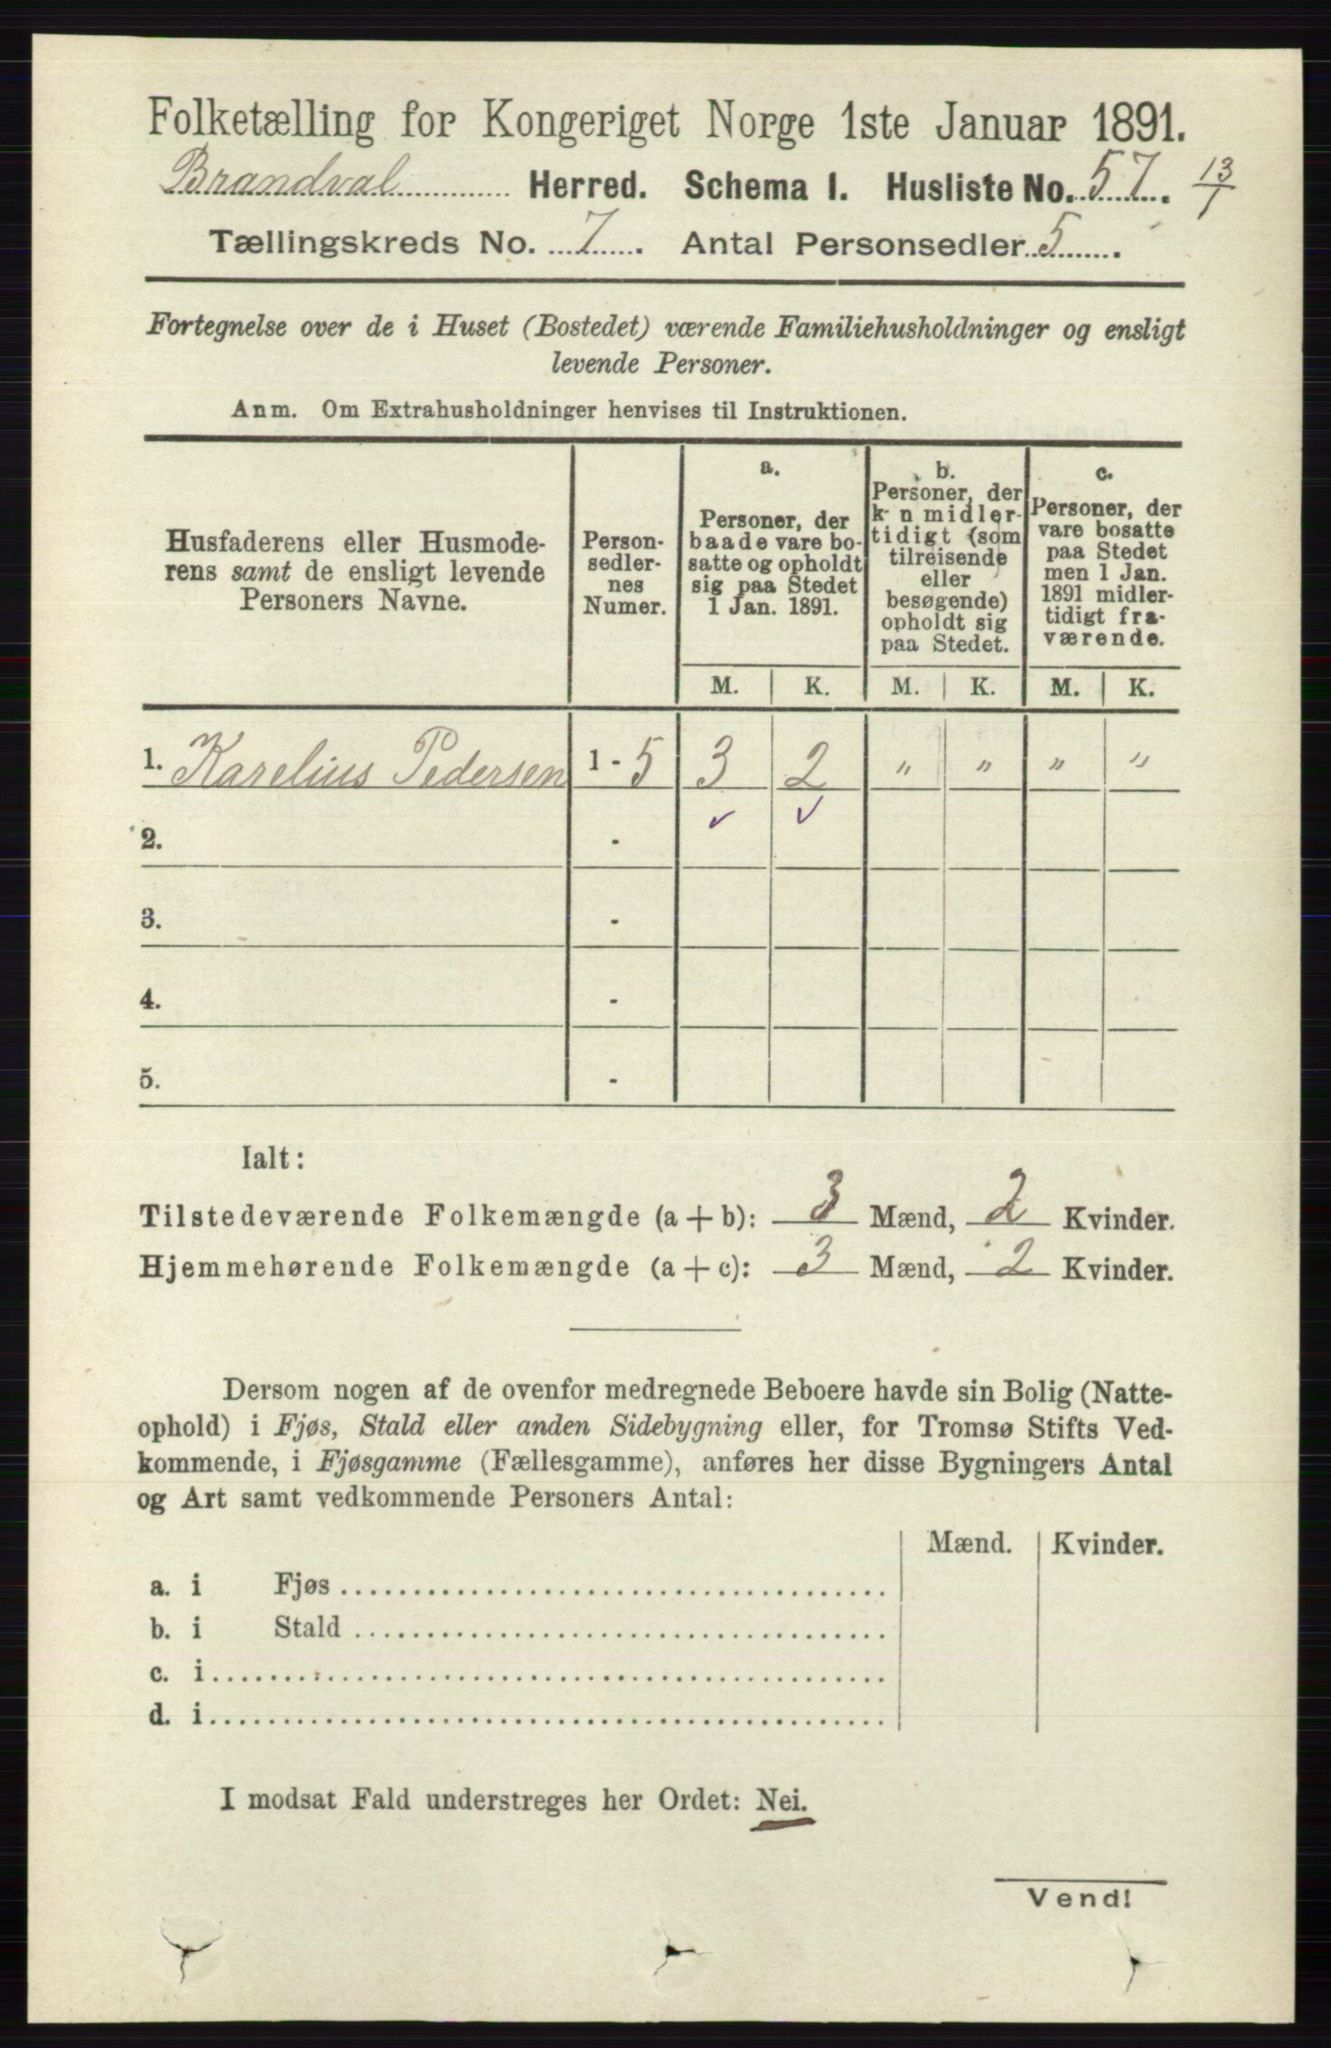 Folketælling for Kongeriget Norge 1ste Januar 1891.
Brandval Herred. Schema I. Husliste No. 57. 13/1
Tællingskreds No. 7. Antal Personsedler 5.
Fortegnelse over de i Huset (Bostedet) værende Familiehusholdninger og ensligt
levende Personer.
Anm. Om Extrahusholdninger henvises til Instruktionen.
Husfaderens eller Husmode-
rens samt de ensligt levende
Personers Navne.
Person-
sedler-
nes
Numer.
a.
Personer, der
baade vare bo-
satte og opholdt
sig paa Stedet
1 Jan. 1891.
b.
Personer, der
k n midler-
tidigt (som
tilreisende
eller
besøgende)
opholdt sig
paa Stedet.
c.
Personer, der
vare bosatte
paa Stedet
men 1 Jan.
1891 midler-
tidigt fra-
værende.
M. K. M. K. M. K.
1. Karelius Pedersen 1 - 5 3 2 " " " "
2. -
3. -
4. -
5. -
Ialt:
Tilstedeværende Folkemængde (a + b): 3 Mænd, 2 Kvinder.
Hjemmehørende Folkemængde (a + c): 3 Mænd, 2 Kvinder.
Dersom nogen af de ovenfor medregnede Beboere havde sin Bolig (Natte-
ophold) i Fjøs, Stald eller anden Sidebygning eller, for Tromsø Stifts Ved-
kommende, i Fjøsgamme (Fællesgamme), anføres her disse Bygningers Antal
og Art samt vedkommende Personers Antal:
Mænd. Kvinder.
a. i Fjøs
b. i Stald
c. i
d. i
I modsat Fald understreges her Ordet: Nei.
Vend!